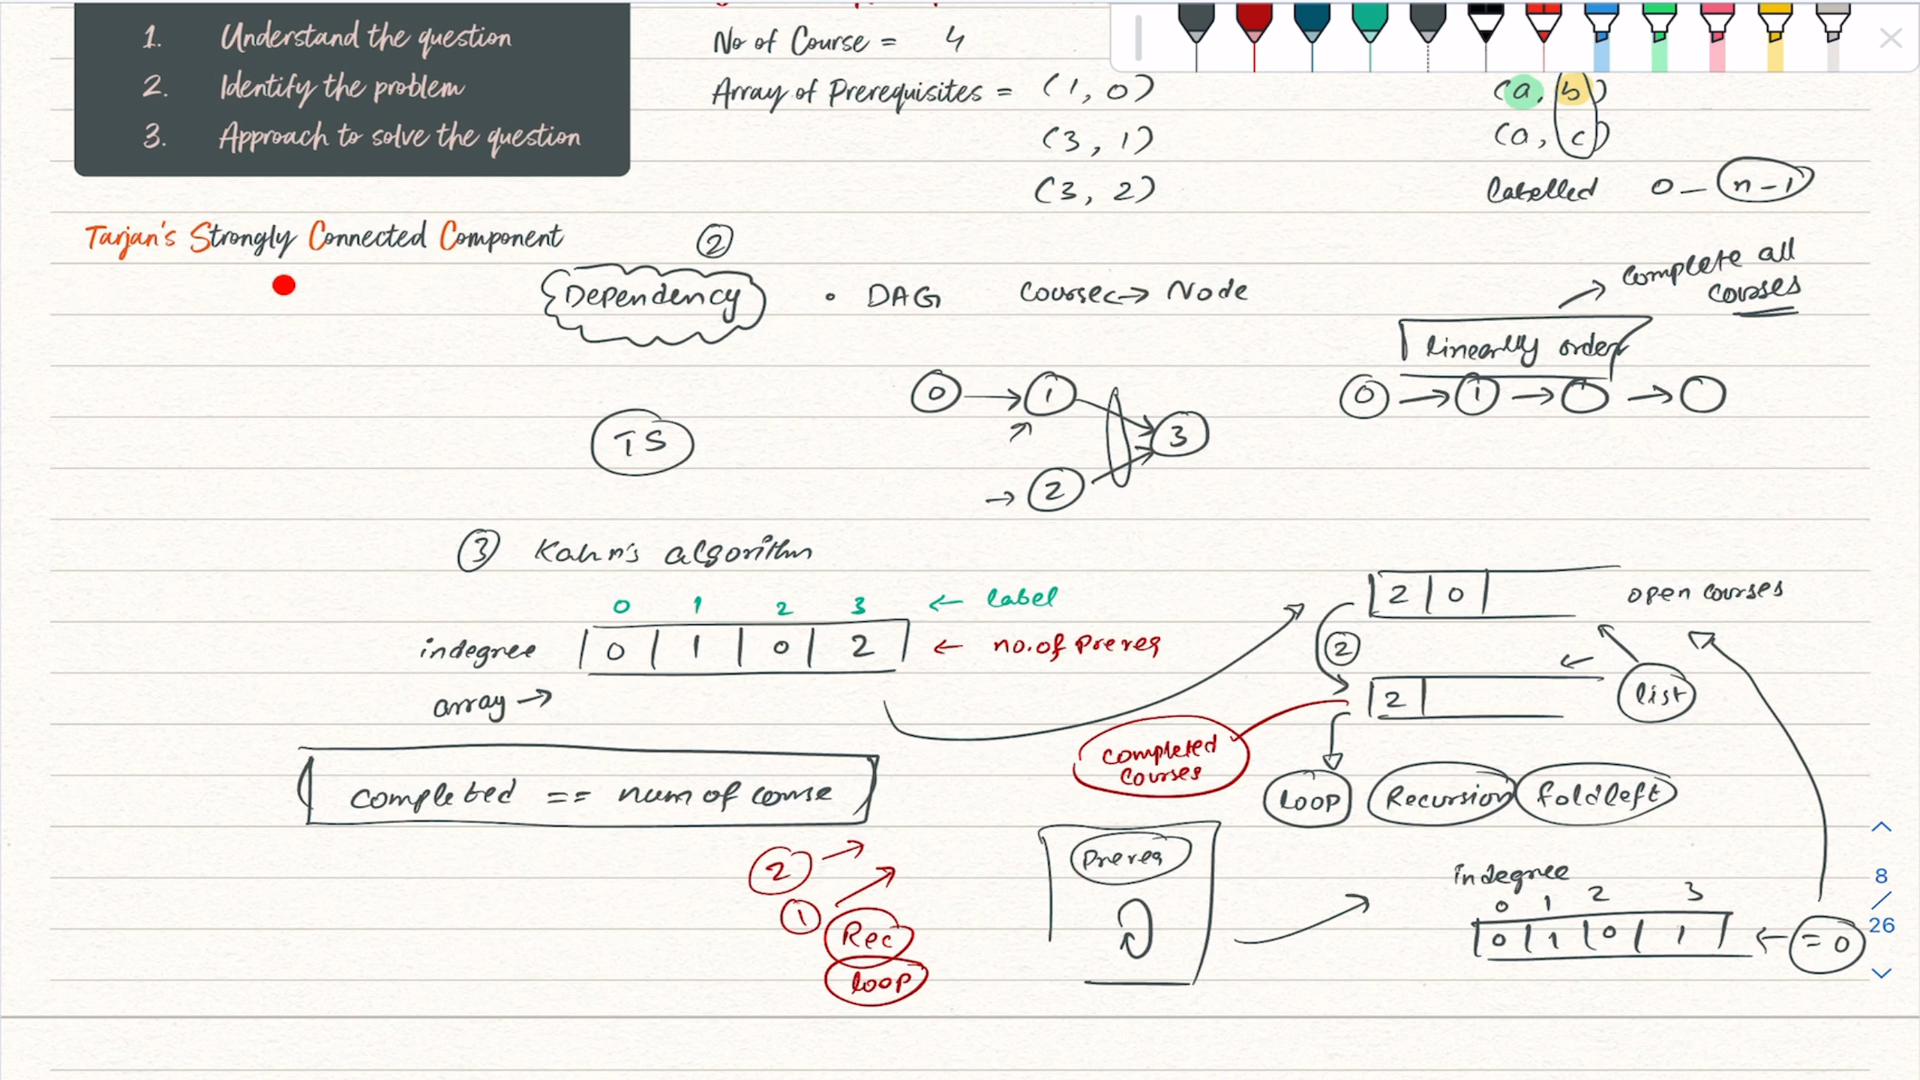 1. Understand the question
2. Identify the problem
3. Approach to solve the question
No of Course = 4
Array of Prerequisites = (1, 0)
(3, 1)
(3, 2)
(a, b)
(a, c)
Labelled 0 – n-1
Tarjan's Strongly Connected Component
②
Dependency
• DAG
Course → Node
→ complete all
courses
linearly order
0 → 1 → →
TS
0 → 1
3
→ 2
③ Kahn's algorithm
0 1 2 3 ← label
indegree
array →
0 | 1 | 0 | 2 ← no.of prereq
2 | 0 | open courses
②
2 |
list
completed
courses
completed == num of course
loop Recursion foldleft
② →
① Rec
loop
Prereq
indegree
0 1 2 3
0 | 1 | 0 | 1 ← = 0
8
/
26